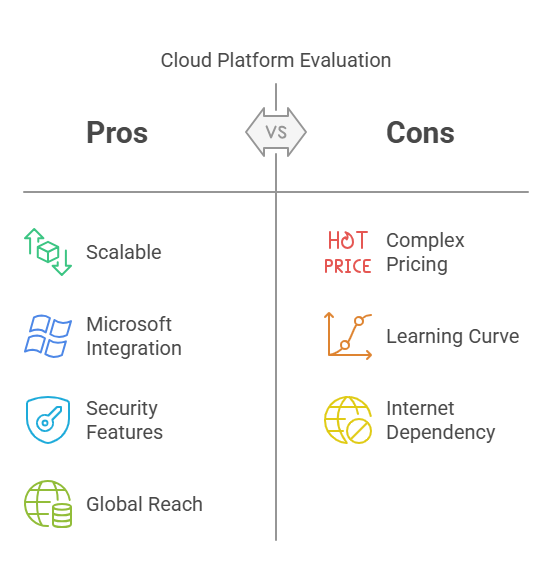 Cloud Platform Evaluation
Pros
VS
Cons
Scalable
Microsoft
Integration
Security
Features
Global Reach
HOT
PRICE
Complex
Pricing
Learning Curve
Internet
Dependency